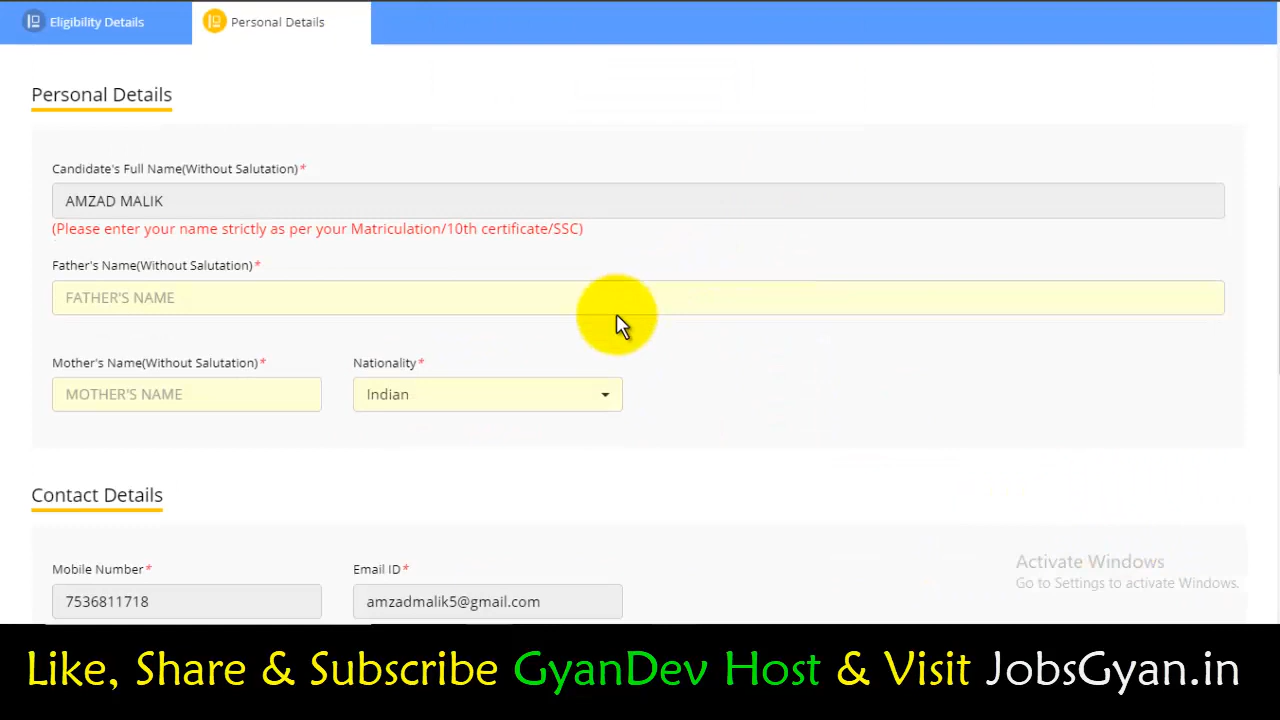 Eligibility Details
Personal Details
Personal Details
Candidate's Full Name(Without Salutation)*
AMZAD MALIK
(Please enter your name strictly as per your Matriculation/10th certificate/SSC)
Father's Name(Without Salutation)*
FATHER'S NAME
Mother's Name(Without Salutation)* Nationality*
MOTHER'S NAME Indian
Contact Details
Mobile Number* Email ID*
7536811718 amzadmalik5@gmail.com
Activate Windows
Go to Settings to activate Windows.
Like, Share & Subscribe GyanDev Host & Visit JobsGyan.in